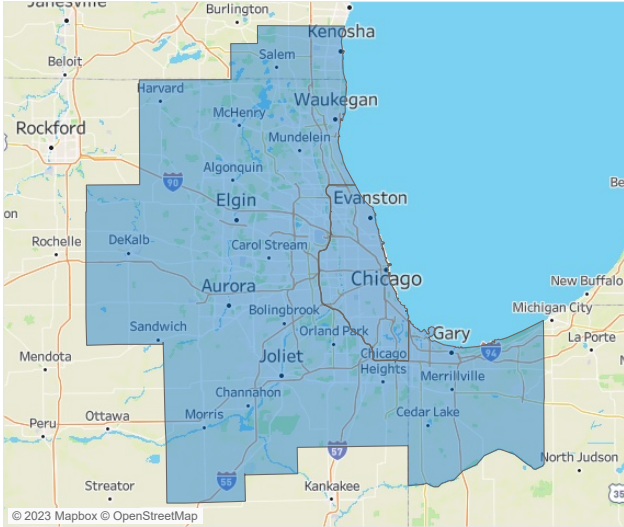 Janesville
Burlington
Kenosha
Beloit
Salem
Harvard
Waukegan
McHenry
Rockford
Mundelein
Algonquin
90
Elgin
Evanston
Rochelle
DeKalb
Carol Stream
Chicago
Aurora
New Buffalo
Bolingbrook
Michigan City
Sandwich
Orland Park
Gary
La Porte
Mendota
Joliet
Chicago
Heights
94
Merrillville
Channahon
Morris
Ottawa
Cedar Lake
Peru
57
North Judson
Streator
55
Kankakee
35
© 2023 Mapbox © OpenStreetMap